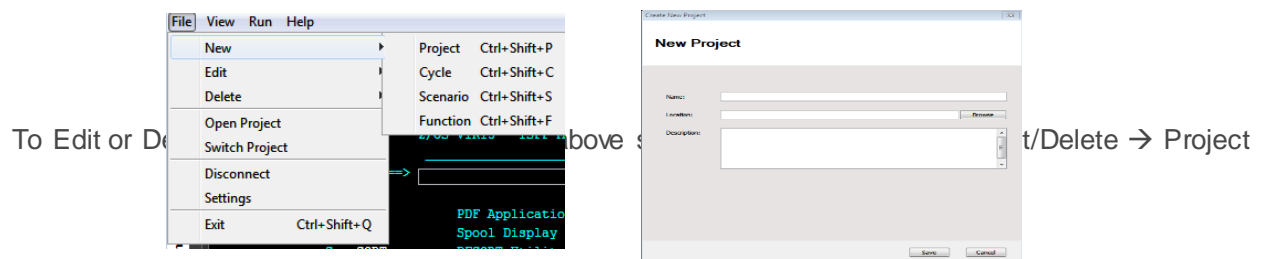 File View Run Help
New
Edit
Delete
Open Project
Switch Project
Disconnect
Settings
Exit Ctrl+Shift+Q
Project Ctrl+Shift+P
Cycle Ctrl+Shift+C
Scenario Ctrl+Shift+S
Function Ctrl+Shift+F
==>
PDF Applicatio
Spool Display
Create New Project
New Project
Name:
Location:
Browse
Description:
Save Cancel
To Edit or De bove s t/Delete → Project